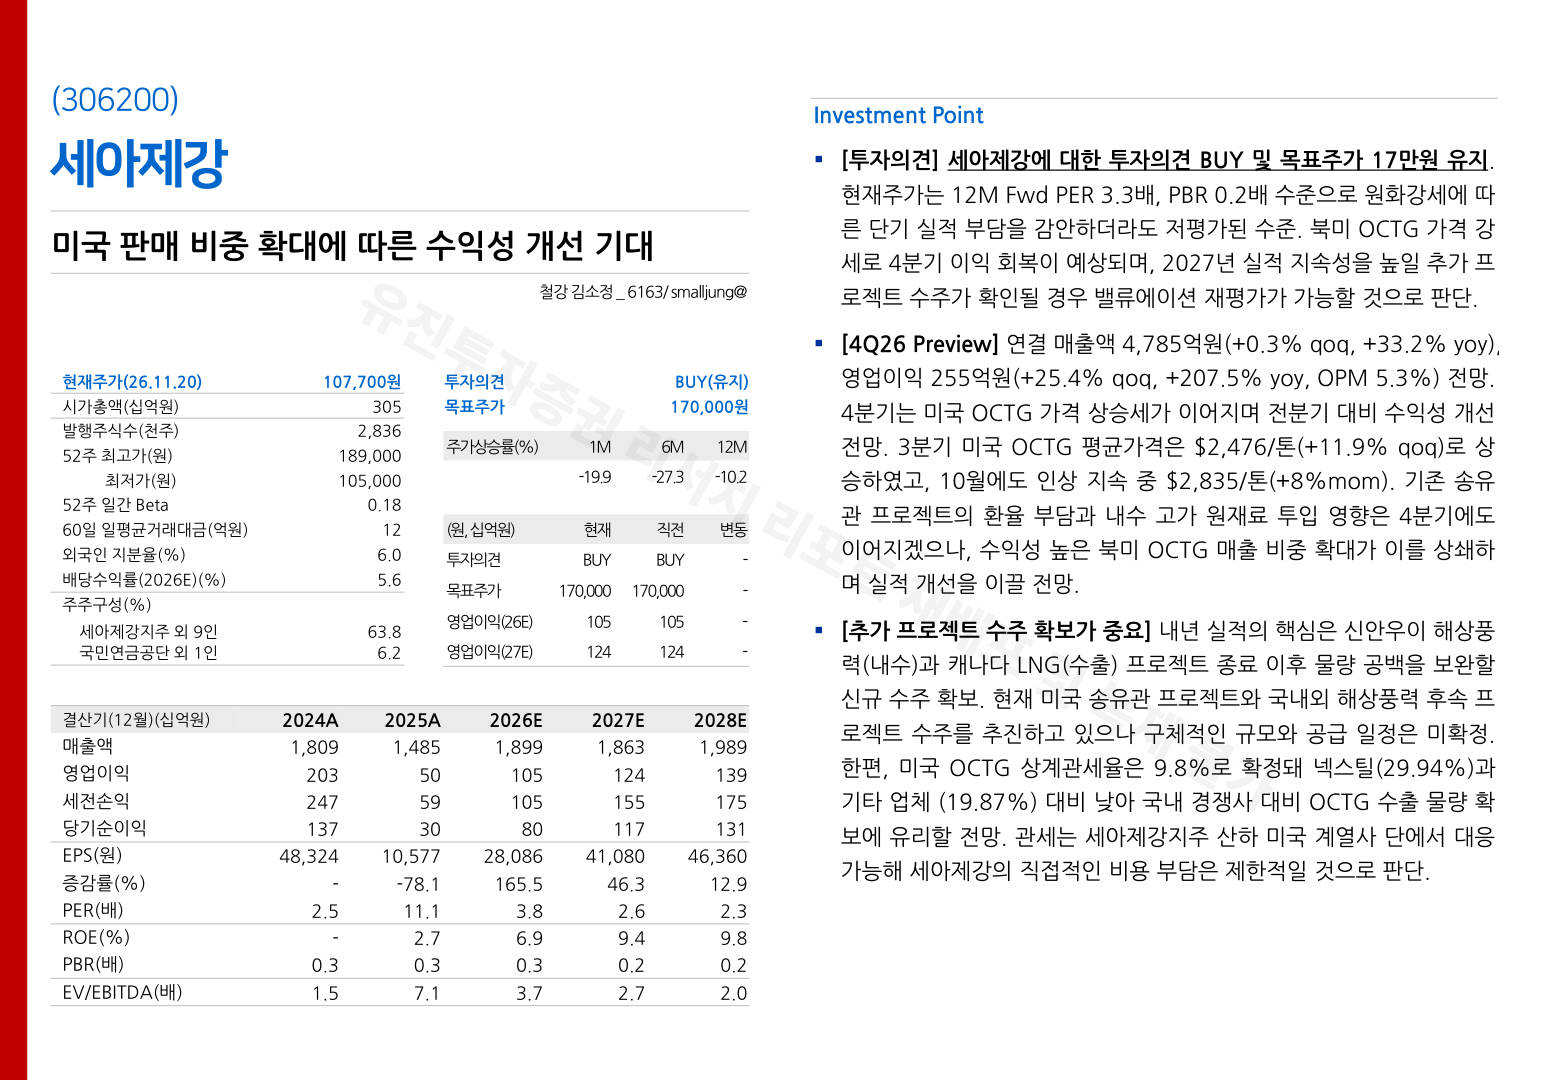 (306200)
세아제강
미국 판매 비중 확대에 따른 수익성 개선 기대
철강 김소정 _ 6163/ smalljung@
현재주가(26.11.20) 107,700원
시가총액(십억원) 305
발행주식수(천주) 2,836
52주 최고가(원) 189,000
최저가(원) 105,000
52주 일간 Beta 0.18
60일 일평균거래대금(억원) 12
외국인 지분율(%) 6.0
배당수익률(2026E)(%) 5.6
주주구성(%)
세아제강지주 외 9인 63.8
국민연금공단 외 1인 6.2
투자의견 BUY(유지)
목표주가 170,000원
주가상승률(%) 1M 6M 12M
-19.9 -27.3 -10.2
(원, 십억원) 현재 직전 변동
투자의견 BUY BUY -
목표주가 170,000 170,000 -
영업이익(26E) 105 105 -
영업이익(27E) 124 124 -
결산기(12월)(십억원) 2024A 2025A 2026E 2027E 2028E
매출액 1,809 1,485 1,899 1,863 1,989
영업이익 203 50 105 124 139
세전손익 247 59 105 155 175
당기순이익 137 30 80 117 131
EPS(원) 48,324 10,577 28,086 41,080 46,360
증감률(%) - -78.1 165.5 46.3 12.9
PER(배) 2.5 11.1 3.8 2.6 2.3
ROE(%) - 2.7 6.9 9.4 9.8
PBR(배) 0.3 0.3 0.3 0.2 0.2
EV/EBITDA(배) 1.5 7.1 3.7 2.7 2.0
Investment Point
▪ [투자의견] 세아제강에 대한 투자의견 BUY 및 목표주가 17만원 유지.
현재주가는 12M Fwd PER 3.3배, PBR 0.2배 수준으로 원화강세에 따
른 단기 실적 부담을 감안하더라도 저평가된 수준. 북미 OCTG 가격 강
세로 4분기 이익 회복이 예상되며, 2027년 실적 지속성을 높일 추가 프
로젝트 수주가 확인될 경우 밸류에이션 재평가가 가능할 것으로 판단.
▪ [4Q26 Preview] 연결 매출액 4,785억원(+0.3% qoq, +33.2% yoy),
영업이익 255억원(+25.4% qoq, +207.5% yoy, OPM 5.3%) 전망.
4분기는 미국 OCTG 가격 상승세가 이어지며 전분기 대비 수익성 개선
전망. 3분기 미국 OCTG 평균가격은 $2,476/톤(+11.9% qoq)로 상
승하였고, 10월에도 인상 지속 중 $2,835/톤(+8%mom). 기존 송유
관 프로젝트의 환율 부담과 내수 고가 원재료 투입 영향은 4분기에도
이어지겠으나, 수익성 높은 북미 OCTG 매출 비중 확대가 이를 상쇄하
며 실적 개선을 이끌 전망.
▪ [추가 프로젝트 수주 확보가 중요] 내년 실적의 핵심은 신안우이 해상풍
력(내수)과 캐나다 LNG(수출) 프로젝트 종료 이후 물량 공백을 보완할
신규 수주 확보. 현재 미국 송유관 프로젝트와 국내외 해상풍력 후속 프
로젝트 수주를 추진하고 있으나 구체적인 규모와 공급 일정은 미확정.
한편, 미국 OCTG 상계관세율은 9.8%로 확정돼 넥스틸(29.94%)과
기타 업체 (19.87%) 대비 낮아 국내 경쟁사 대비 OCTG 수출 물량 확
보에 유리할 전망. 관세는 세아제강지주 산하 미국 계열사 단에서 대응
가능해 세아제강의 직접적인 비용 부담은 제한적일 것으로 판단.
유진투자증권 리서치 리포트 재배포